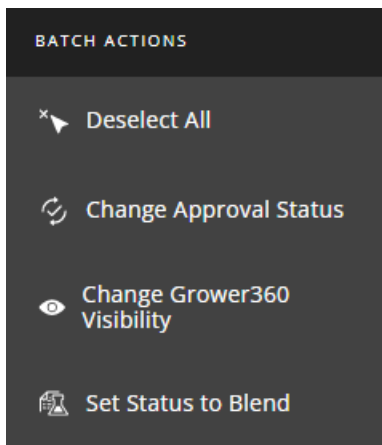 BATCH ACTIONS
Deselect All
Change Approval Status
Change Grower360
Visibility
Set Status to Blend